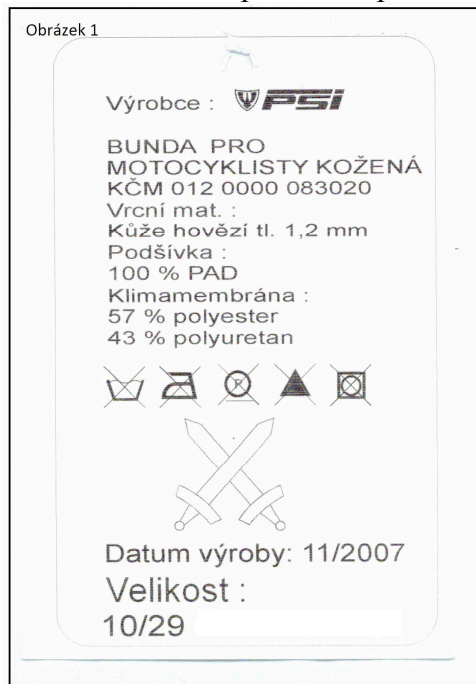 Obrázek 1
Výrobce : PSi
BUNDA PRO
MOTOCYKLISTY KOŽENÁ
KČM 012 0000 083020
Vrcní mat. :
Kůže hovězí tl. 1,2 mm
Podšívka :
100 % PAD
Klimamembrána :
57 % polyester
43 % polyuretan
P
Datum výroby: 11/2007
Velikost :
10/29